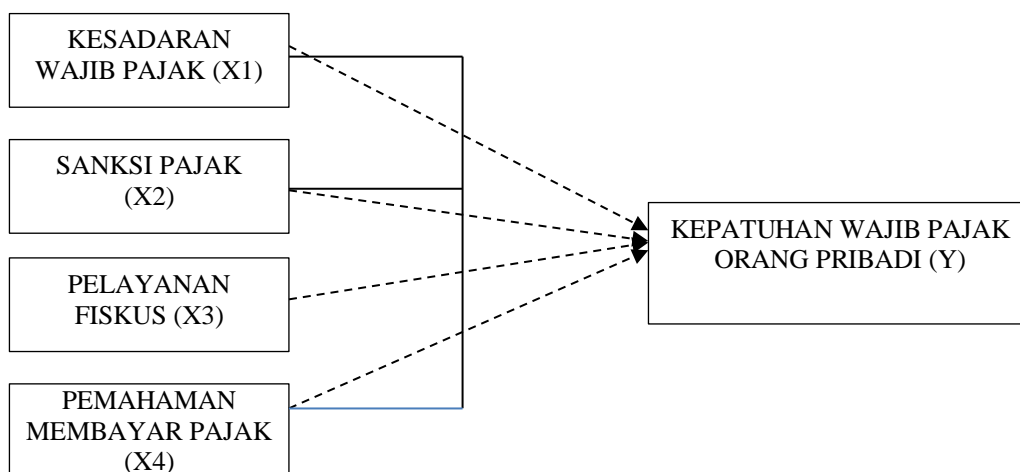 KESADARAN
WAJIB PAJAK (X1)
SANKSI PAJAK
(X2)
PELAYANAN
FISKUS (X3)
PEMAHAMAN
MEMBAYAR PAJAK
(X4)
KEPATUHAN WAJIB PAJAK
ORANG PRIBADI (Y)